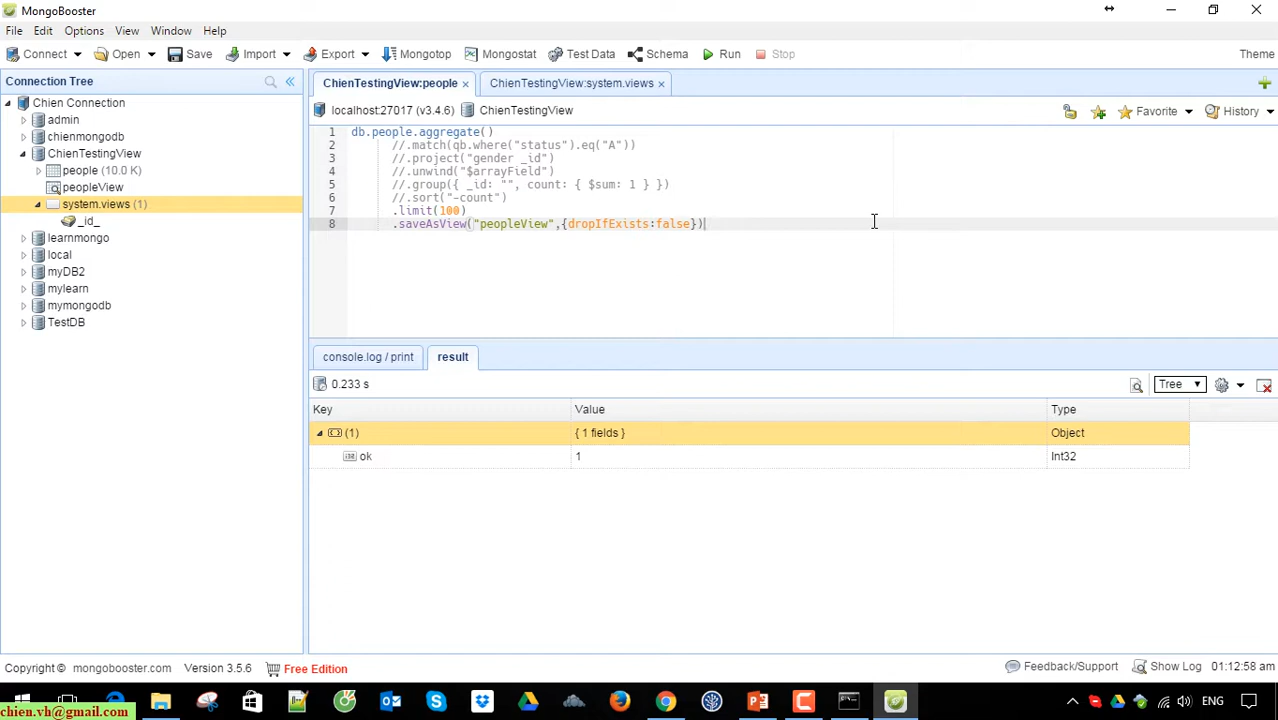 MongoBooster
File Edit Options View Window Help
Connect Open Save Import Export Mongotop Mongostat Test Data Schema Run Stop Theme
Connection Tree
Chien Connection
admin
chienmongodb
ChienTestingView
people (10.0 K)
peopleView
system.views (1)
_id_
learnmongo
local
myDB2
mylearn
mymongodb
TestDB
ChienTestingView:people × ChienTestingView:system.views ×
localhost:27017 (v3.4.6) ChienTestingView Favorite History
1 db.people.aggregate()
2 //.match(qb.where("status").eq("A"))
3 //.project("gender _id")
4 //.unwind("$arrayField")
5 //.group({ _id: "", count: { $sum: 1 } })
6 //.sort("-count")
7 .limit(100)
8 .saveAsView("peopleView",{dropIfExists:false})
console.log / print result
0.233 s Tree
Key Value Type
(1) { 1 fields } Object
ok 1 Int32
Copyright © mongobooster.com Version 3.5.6 Free Edition Feedback/Support Show Log 01:12:58 am
ENG
chien.vh@gmail.com